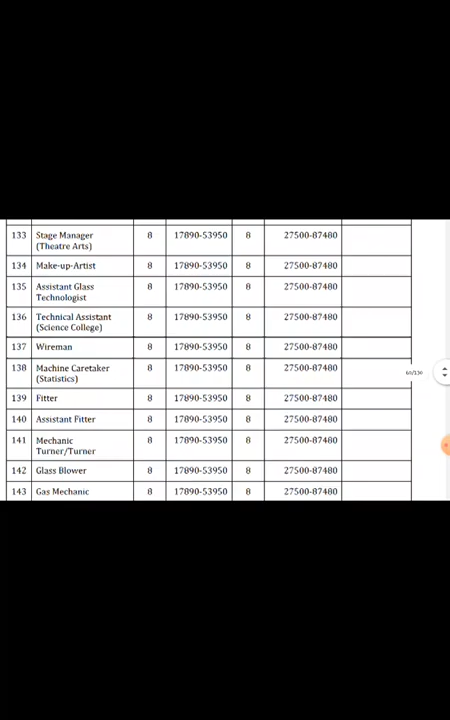 133 Stage Manager 8 17890-53950 8 27500-87480
(Theatre Arts)
134 Make-up-Artist 8 17890-53950 8 27500-87480
135 Assistant Glass 8 17890-53950 8 27500-87480
Technologist
136 Technical Assistant 8 17890-53950 8 27500-87480
(Science College)
137 Wireman 8 17890-53950 8 27500-87480
138 Machine Caretaker 8 17890-53950 8 27500-87480
(Statistics)
139 Fitter 8 17890-53950 8 27500-87480
140 Assistant Fitter 8 17890-53950 8 27500-87480
141 Mechanic 8 17890-53950 8 27500-87480
Turner/Turner
142 Glass Blower 8 17890-53950 8 27500-87480
143 Gas Mechanic 8 17890-53950 8 27500-87480